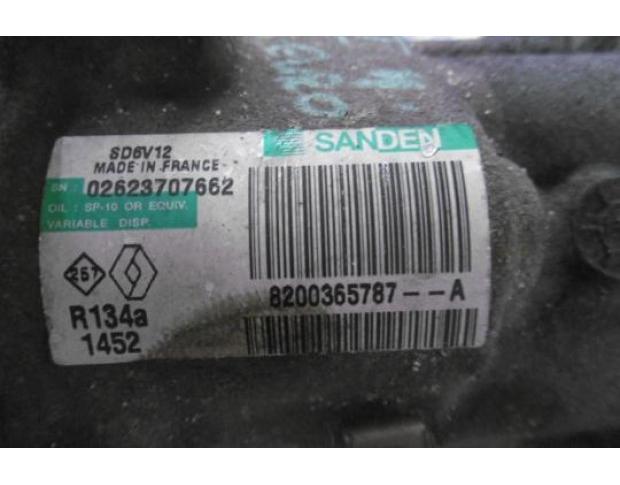 SANDEN
SD6V12
MADE IN FRANCE
SN : 02623707662
OIL : SP-10 OR EQUIV.
VARIABLE DISP.
257
8200365787--A
R134a
1452